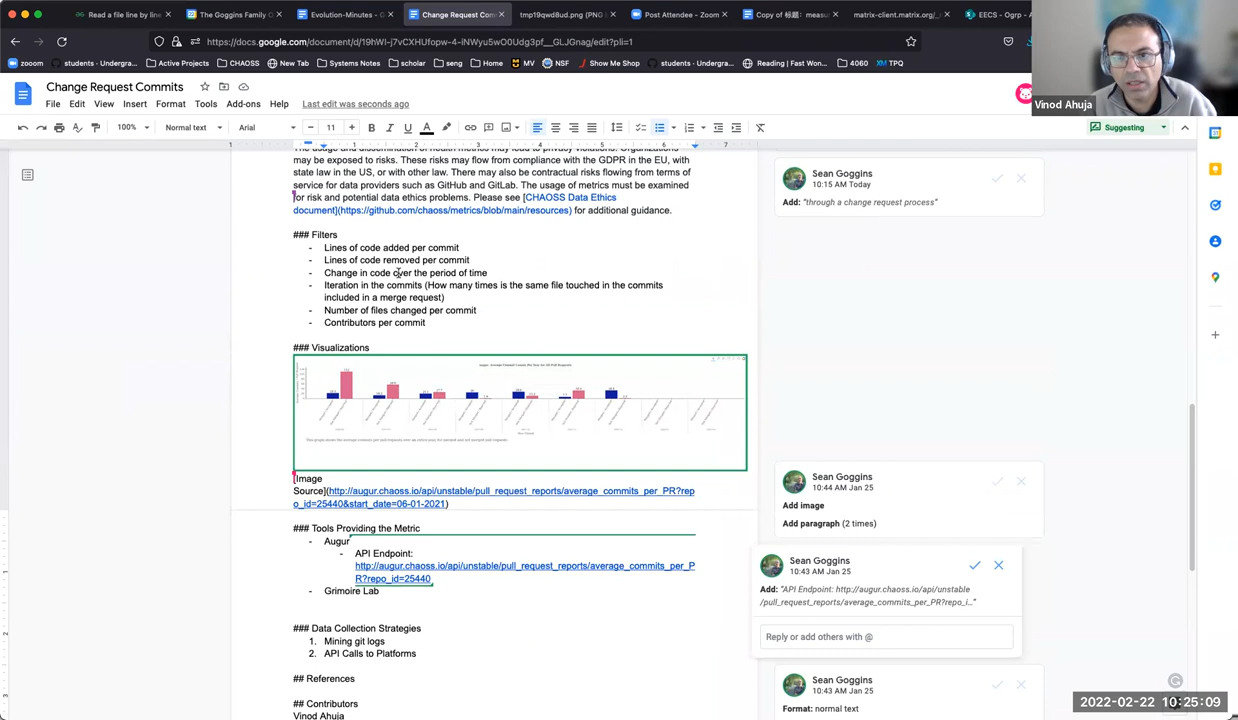 Read a file line by line
The Goggins Family C
Evolution-Minutes - G
Change Request Com
tmp19qwd8ud.png (PNG I
Post Attendee - Zoom
Copy of 标题: measu
matrix-client.matrix.org/_
EECS - Ogrp - A
https://docs.google.com/document/d/19hWI-j7vCXHUfopw-4-iNWyu5wO0Udg3pf__GLJGnag/edit?pli=1
zooom
students - Undergra...
Active Projects
CHAOSS
New Tab
Systems Notes
scholar
seng
Home
MV
NSF
Show Me Shop
students - Undergra...
Reading | Fast Won...
4060
TPQ
Vinod Ahuja
Change Request Commits
File Edit View Insert Format Tools Add-ons Help Last edit was seconds ago
100% Normal text Arial 11
Suggesting
1 1 2 3 4 5 6 7
may be exposed to risks. These risks may flow from compliance with the GDPR in the EU, with
state law in the US, or with other law. There may also be contractual risks flowing from terms of
service for data providers such as GitHub and GitLab. The usage of metrics must be examined
for risk and potential data ethics problems. Please see [CHAOSS Data Ethics
document](https://github.com/chaoss/metrics/blob/main/resources) for additional guidance.
### Filters
- Lines of code added per commit
- Lines of code removed per commit
- Change in code over the period of time
- Iteration in the commits (How many times is the same file touched in the commits
included in a merge request)
- Number of files changed per commit
- Contributors per commit
### Visualizations
[Image
Source](http://augur.chaoss.io/api/unstable/pull_request_reports/average_commits_per_PR?rep
o_id=25440&start_date=06-01-2021)
### Tools Providing the Metric
- Augur
- API Endpoint:
http://augur.chaoss.io/api/unstable/pull_request_reports/average_commits_per_P
R?repo_id=25440
- Grimoire Lab
### Data Collection Strategies
1. Mining git logs
2. API Calls to Platforms
## References
## Contributors
Vinod Ahuja
Sean Goggins
10:15 AM Today
Add: "through a change request process"
Sean Goggins
10:44 AM Jan 25
Add image
Add paragraph (2 times)
Sean Goggins
10:43 AM Jan 25
Add: "API Endpoint: http://augur.chaoss.io/api/unstable
/pull_request_reports/average_commits_per_PR?repo_i..."
Reply or add others with @
Sean Goggins
10:43 AM Jan 25
Format: normal text
2022-02-22 10:25:09